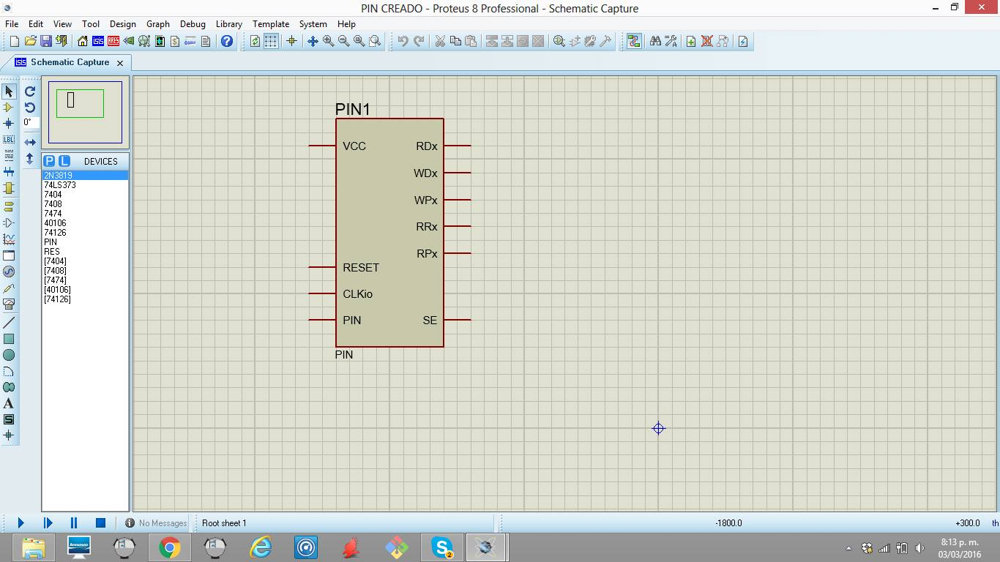 PIN CREADO - Proteus 8 Professional - Schematic Capture
File Edit View Tool Design Graph Debug Library Template System Help
Schematic Capture
0°
LBL
P L DEVICES
2N3819
74LS373
7404
7408
7474
40106
74126
PIN
RES
[7404]
[7408]
[7474]
[40106]
[74126]
A
S
PIN1
VCC RDx
WDx
WPx
RRx
RPx
RESET
CLKio
PIN SE
PIN
No Messages Root sheet 1 -1800.0 +300.0 th
lenovo
2
8:13 p. m.
03/03/2016